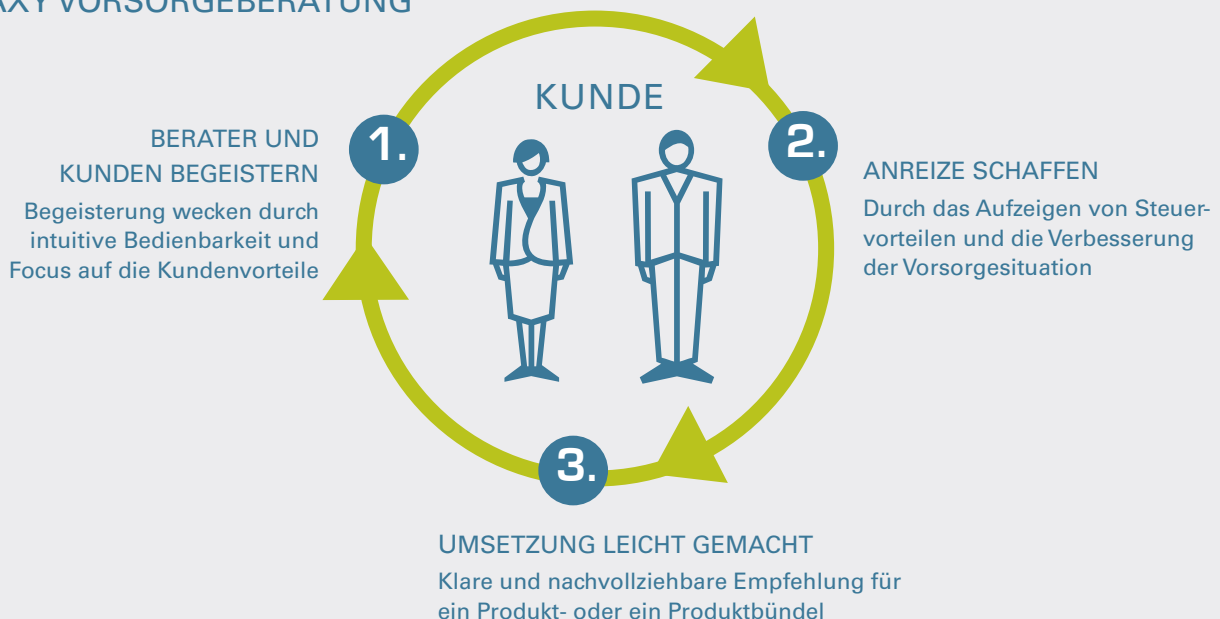 VORSORGEBERATUNG
KUNDE
1.
BERATER UND
KUNDEN BEGEISTERN
Begeisterung wecken durch
intuitive Bedienbarkeit und
Focus auf die Kundenvorteile
2.
ANREIZE SCHAFFEN
Durch das Aufzeigen von Steuer-
vorteilen und die Verbesserung
der Vorsorgesituation
3.
UMSETZUNG LEICHT GEMACHT
Klare und nachvollziehbare Empfehlung für
ein Produkt- oder ein Produktbündel